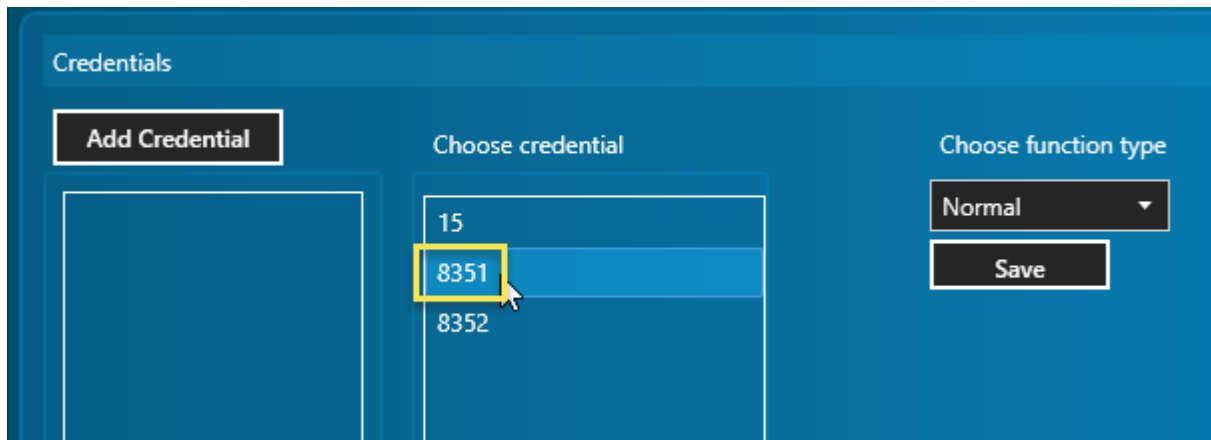 Credentials
Add Credential
Choose credential
Choose function type
15
8351
8352
Normal
Save